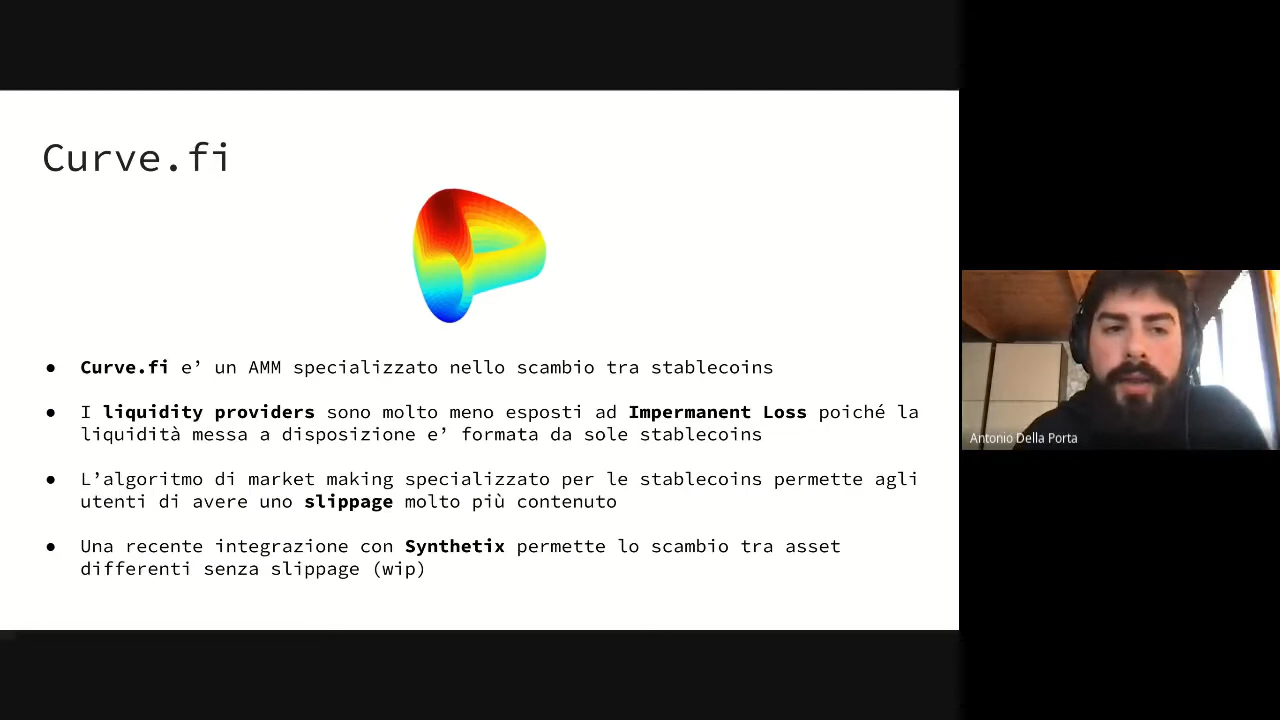 Curve.fi
● Curve.fi e’ un AMM specializzato nello scambio tra stablecoins
● I liquidity providers sono molto meno esposti ad Impermanent Loss poiché la
liquidità messa a disposizione e’ formata da sole stablecoins
● L’algoritmo di market making specializzato per le stablecoins permette agli
utenti di avere uno slippage molto più contenuto
● Una recente integrazione con Synthetix permette lo scambio tra asset
differenti senza slippage (wip)
Antonio Della Porta